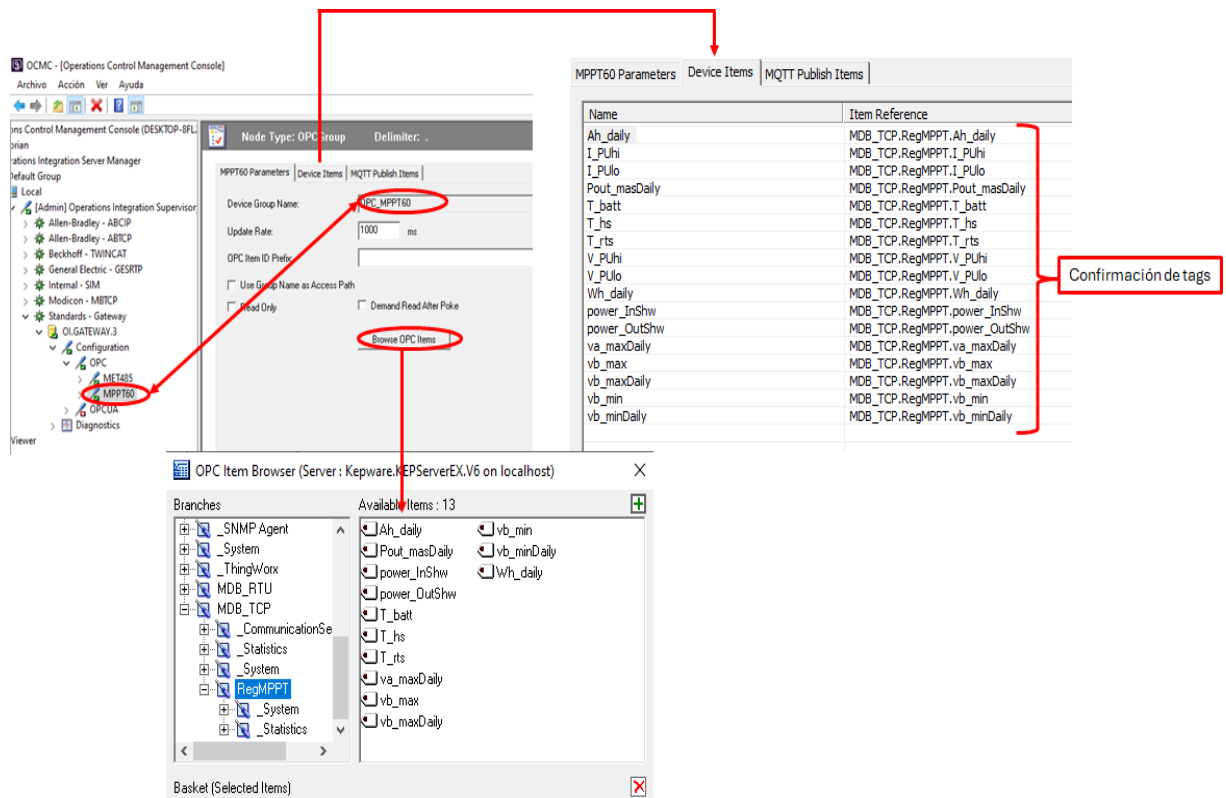 OCMC - [Operations Control Management Console]
Archivo Acción Ver Ayuda
ons Control Management Console (DESKTOP-8FL
orian
rations Integration Server Manager
Default Group
Local
[Admin] Operations Integration Supervisor
Allen-Bradley - ABCIP
Allen-Bradley - ABTCP
Beckhoff - TWINCAT
General Electric - GESRTP
Internal - SIM
Modicon - MBTCP
Standards - Gateway
OI.GATEWAY.3
Configuration
OPC
MET485
MPPT60
OPCUA
Diagnostics
Viewer
Node Type: OPCGroup Delimiter: .
MPPT60 Parameters Device Items MQTT Publish Items
Device Group Name: OPC_MPPT60
Update Rate: 1000 ms
OPC Item ID Prefix:
Use Group Name as Access Path
Read Only Demand Read After Poke
Browse OPC Items
MPPT60 Parameters Device Items MQTT Publish Items
Name Item Reference
Ah_daily MDB_TCP.RegMPPT.Ah_daily
I_PUhi MDB_TCP.RegMPPT.I_PUhi
I_PUlo MDB_TCP.RegMPPT.I_PUlo
Pout_masDaily MDB_TCP.RegMPPT.Pout_masDaily
T_batt MDB_TCP.RegMPPT.T_batt
T_hs MDB_TCP.RegMPPT.T_hs
T_rts MDB_TCP.RegMPPT.T_rts
V_PUhi MDB_TCP.RegMPPT.V_PUhi
V_PUlo MDB_TCP.RegMPPT.V_PUlo
Wh_daily MDB_TCP.RegMPPT.Wh_daily
power_InShw MDB_TCP.RegMPPT.power_InShw
power_OutShw MDB_TCP.RegMPPT.power_OutShw
va_maxDaily MDB_TCP.RegMPPT.va_maxDaily
vb_max MDB_TCP.RegMPPT.vb_max
vb_maxDaily MDB_TCP.RegMPPT.vb_maxDaily
vb_min MDB_TCP.RegMPPT.vb_min
vb_minDaily MDB_TCP.RegMPPT.vb_minDaily
Confirmación de tags
OPC Item Browser (Server : Kepware.KEPServerEX.V6 on localhost)
Branches
_SNMP Agent
_System
_ThingWorx
MDB_RTU
MDB_TCP
_CommunicationSe
_Statistics
_System
RegMPPT
_System
_Statistics
Available Items : 13
Ah_daily
Pout_masDaily
power_InShw
power_OutShw
T_batt
T_hs
T_rts
va_maxDaily
vb_max
vb_maxDaily
vb_min
vb_minDaily
Wh_daily
Basket (Selected Items)